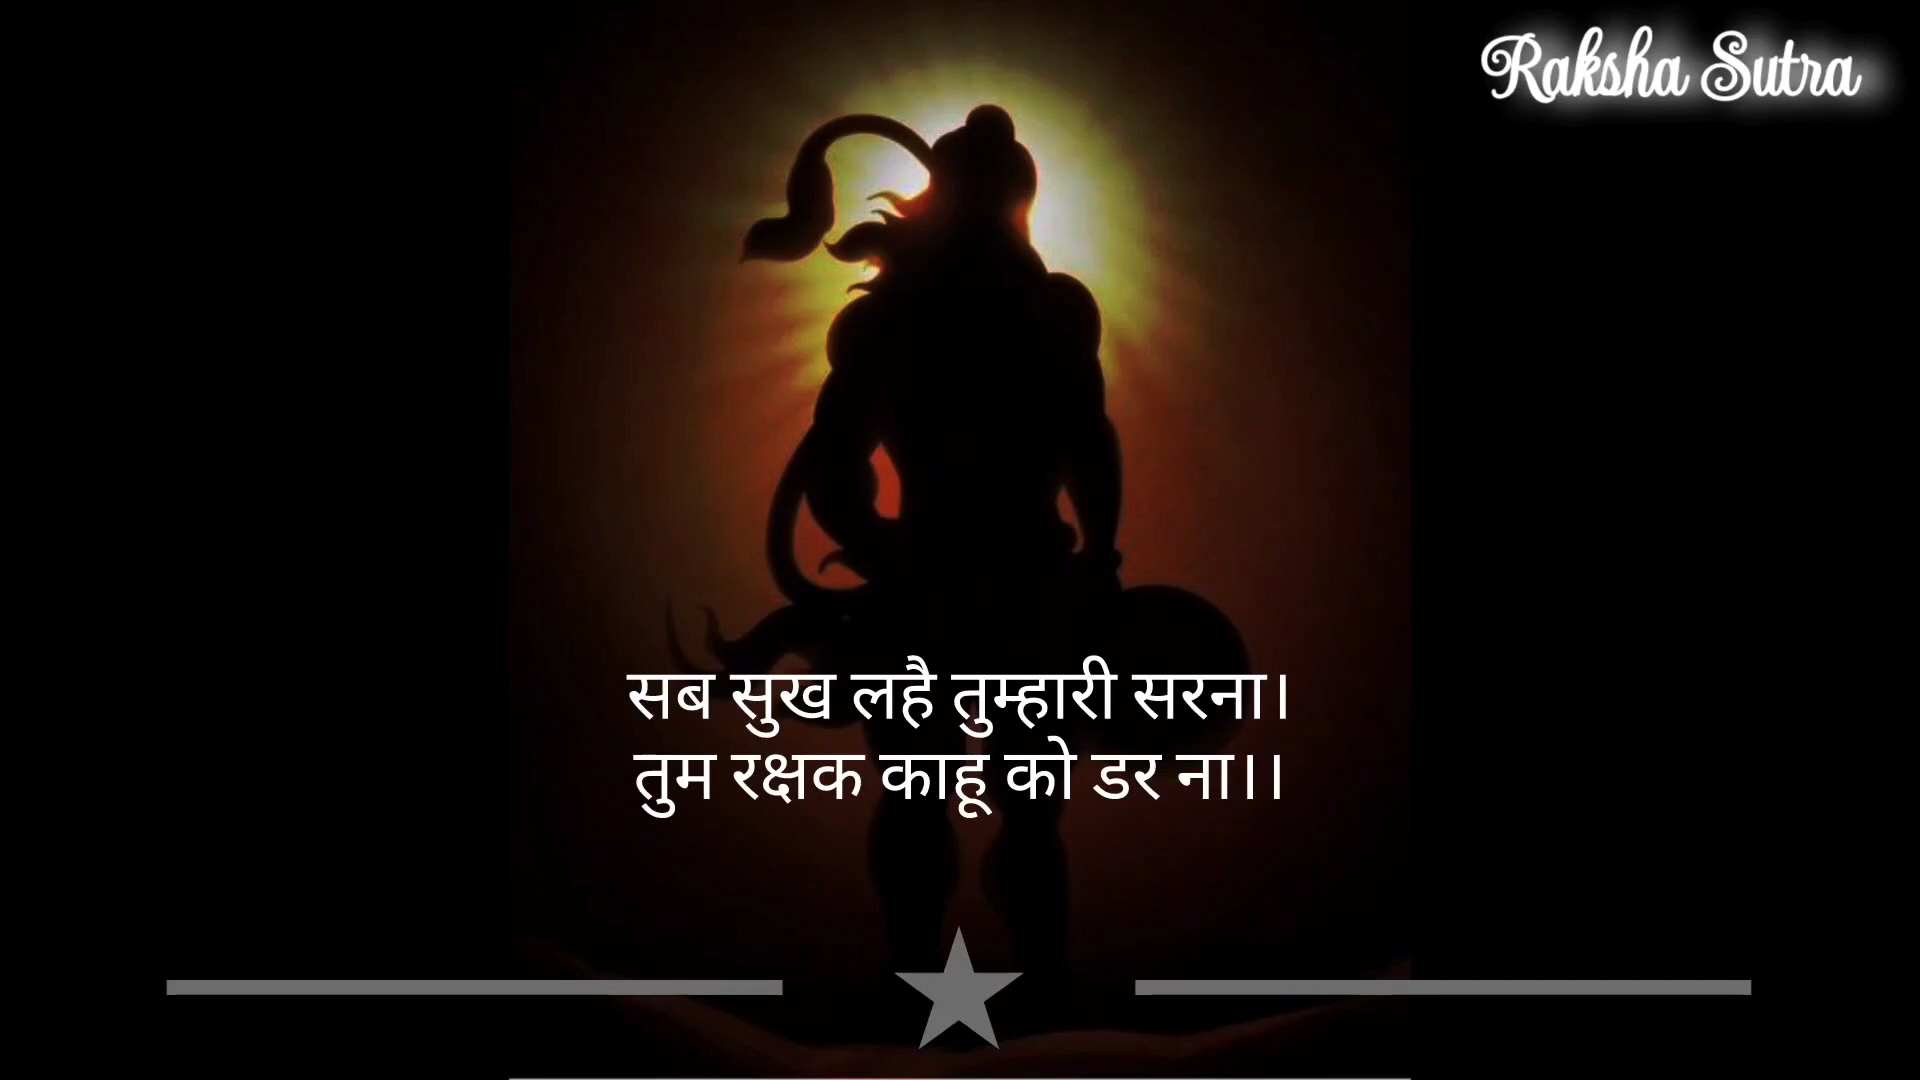 Raksha Sutra
सब सुख लहै तुम्हारी सरना।
तुम रक्षक काहू को डर ना।।